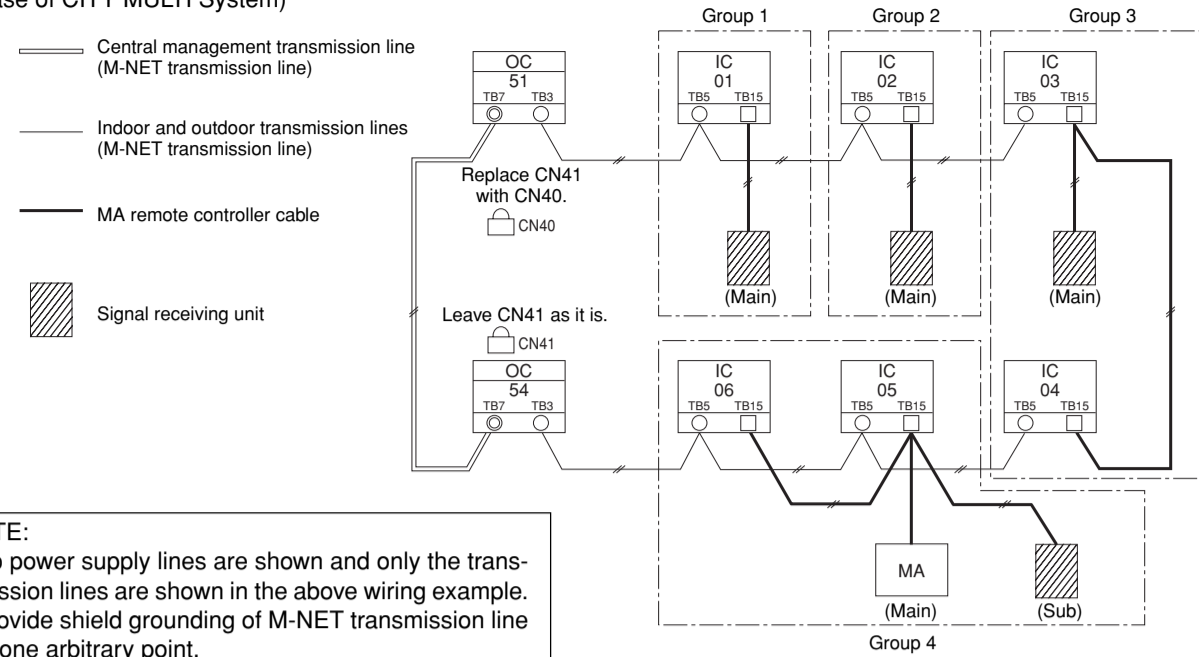 CITY MULTI System)
Central management transmission line
(M-NET transmission line)
Indoor and outdoor transmission lines
(M-NET transmission line)
MA remote controller cable
Signal receiving unit
Group 1
Group 2
Group 3
OC
51
TB7 TB3
IC
01
TB5 TB15
IC
02
TB5 TB15
IC
03
TB5 TB15
Replace CN41
with CN40.
CN40
(Main)
(Main)
(Main)
Leave CN41 as it is.
CN41
OC
54
TB7 TB3
IC
06
TB5 TB15
IC
05
TB5 TB15
IC
04
TB5 TB15
MA
(Main)
(Sub)
Group 4
power supply lines are shown and only the trans-
ssion lines are shown in the above wiring example.
ovide shield grounding of M-NET transmission line
one arbitrary point.